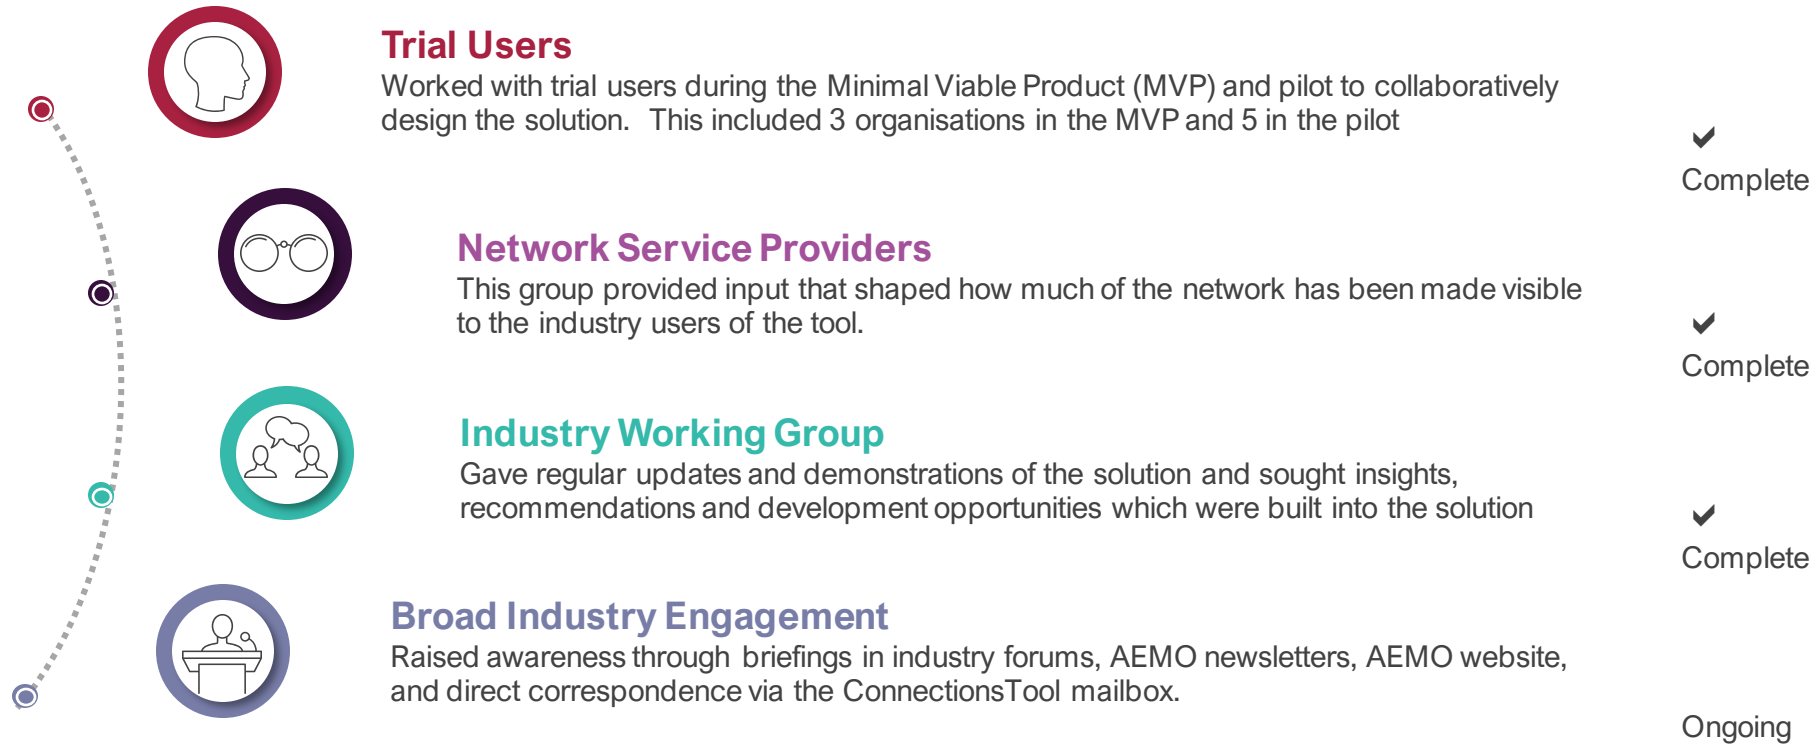 Trial Users
Worked with trial users during the Minimal Viable Product (MVP) and pilot to collaboratively
design the solution.  This included 3 organisations in the MVP and 5 in the pilot
✔
Complete
Network Service Providers
This group provided input that shaped how much of the network has been made visible
to the industry users of the tool.
✔
Complete
Industry Working Group
Gave regular updates and demonstrations of the solution and sought insights,
recommendations and development opportunities which were built into the solution
✔
Complete
Broad Industry Engagement
Raised awareness through briefings in industry forums, AEMO newsletters, AEMO website,
and direct correspondence via the ConnectionsTool mailbox.
Ongoing